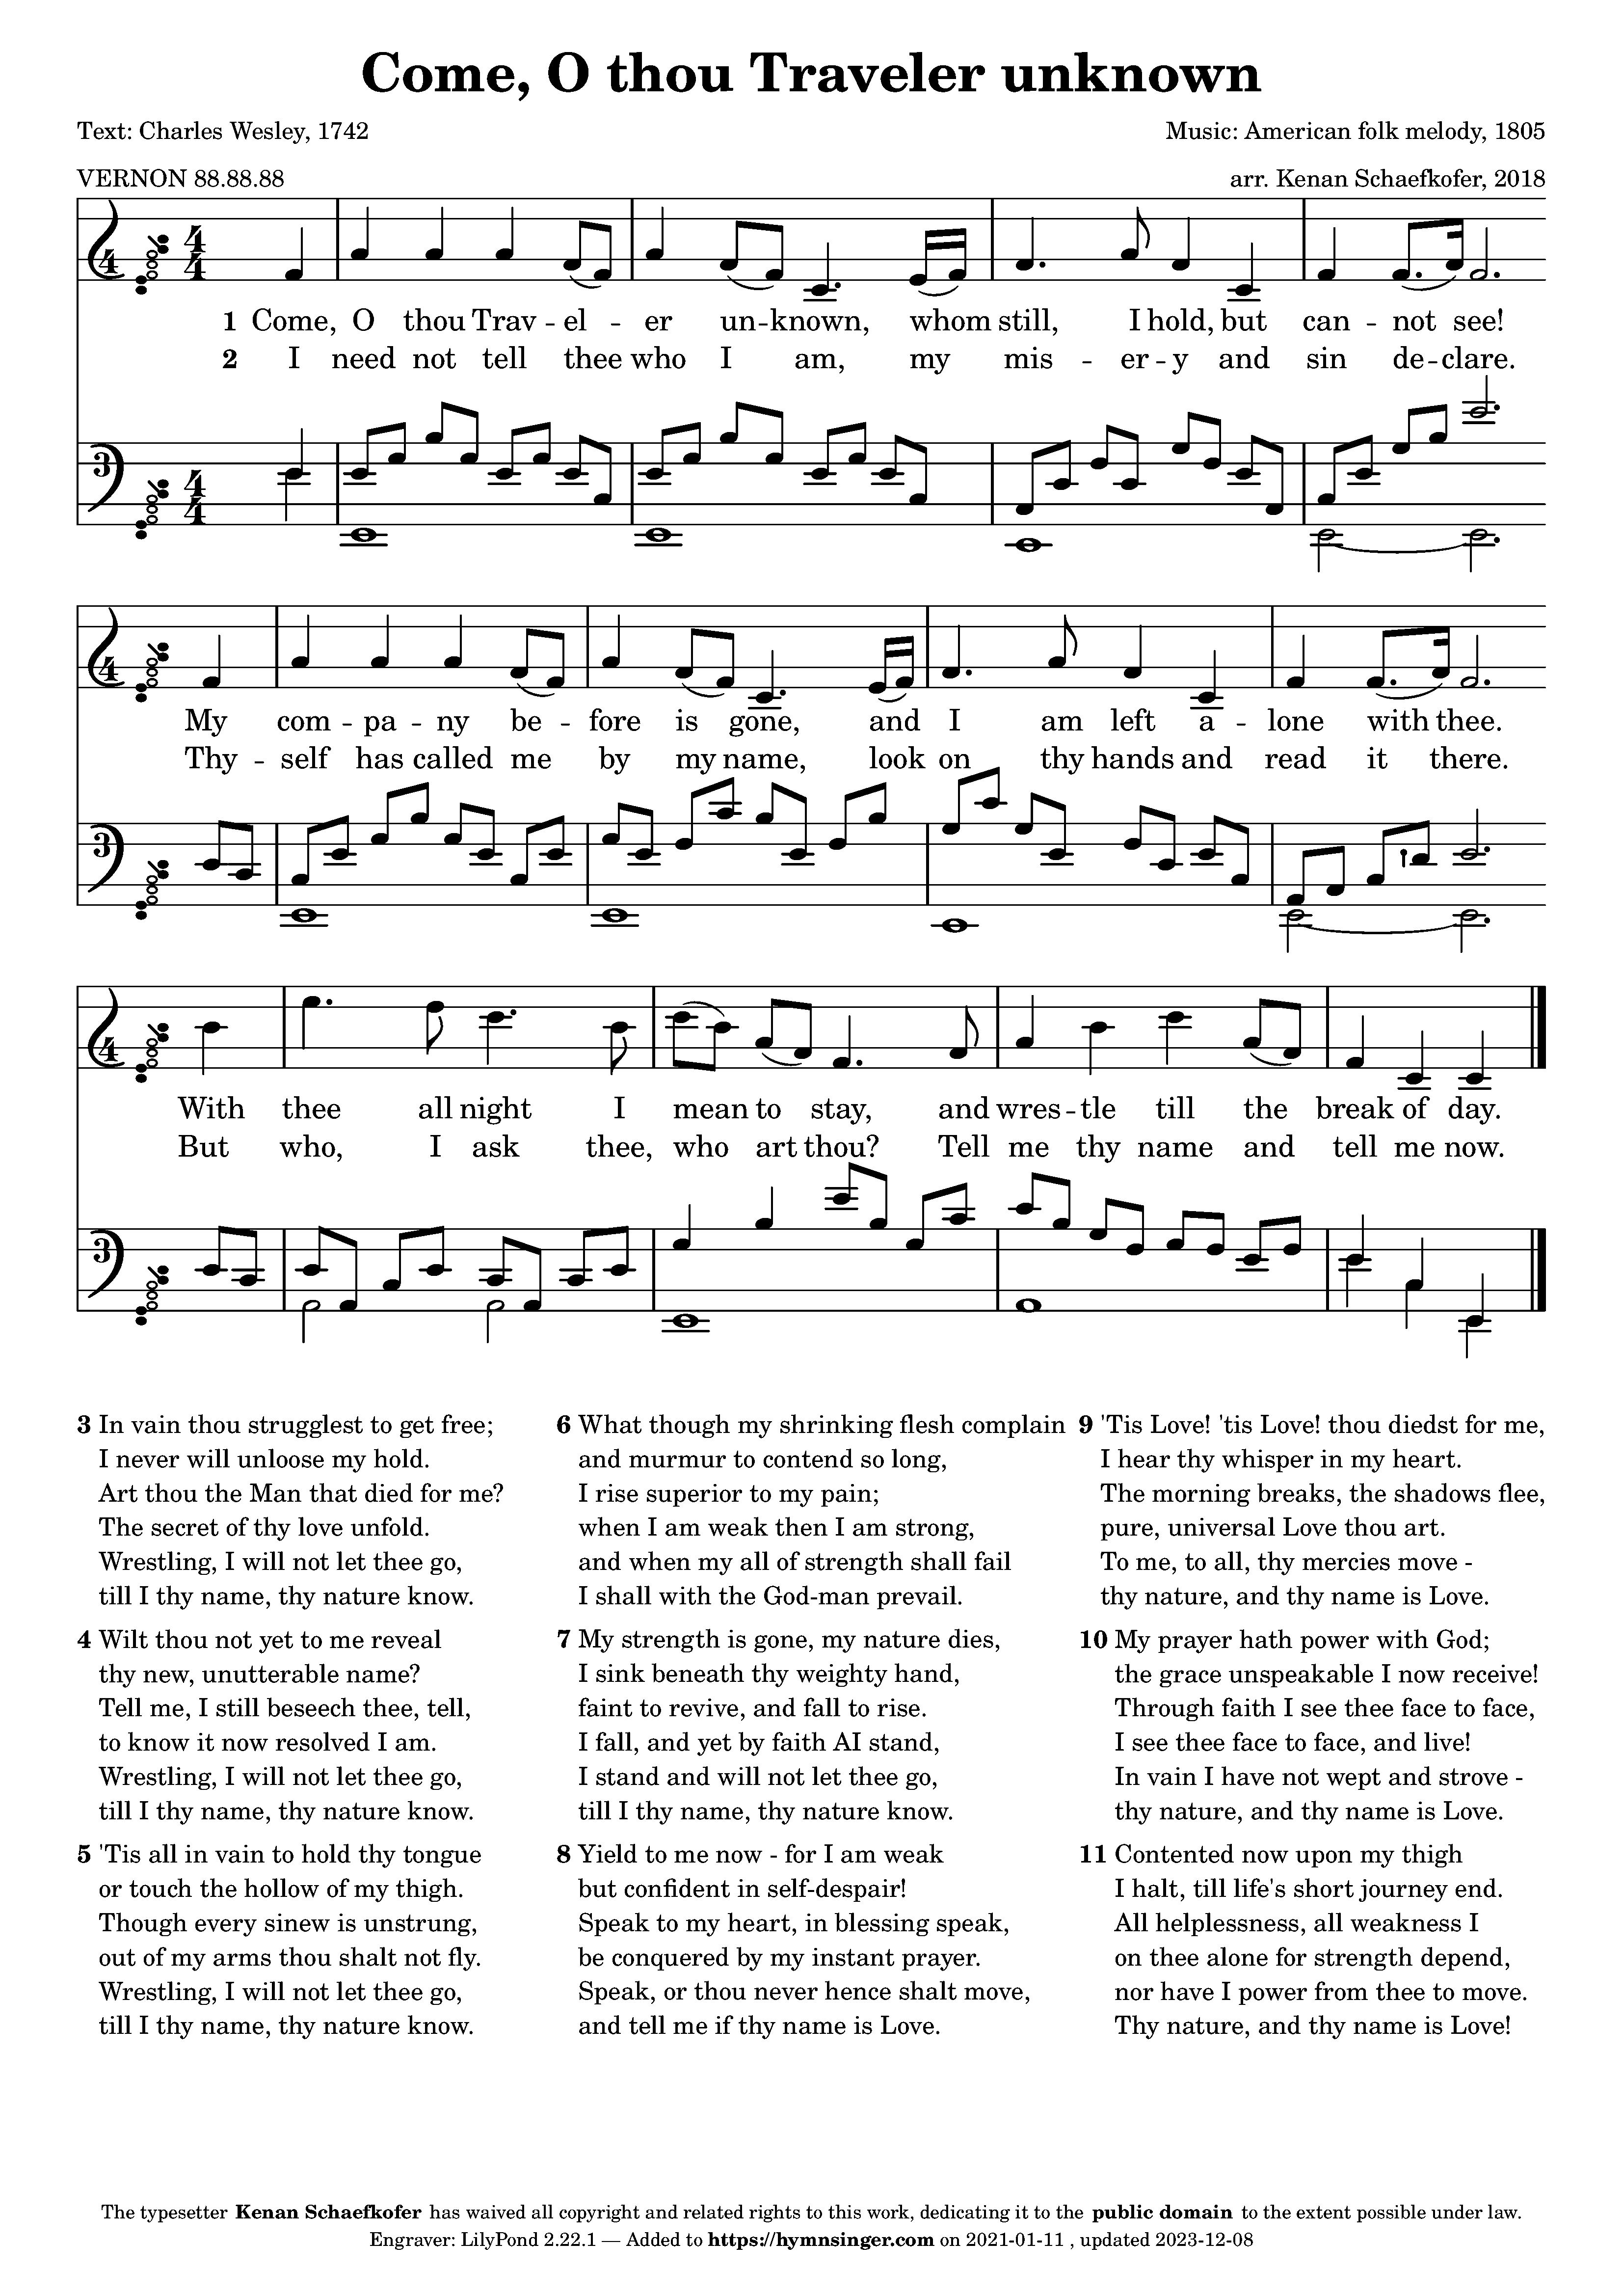 Come, O thou Traveler unknown
Text: Charles Wesley, 1742
Music: American folk melody, 1805
VERNON 88.88.88
arr. Kenan Schaefkofer, 2018
1 Come, O thou Trav -- el -- er un -- known, whom still, I hold, but can -- not see!
2 I need not tell thee who I am, my mis -- er -- y and sin de -- clare.
My com -- pa -- ny be -- fore is gone, and I am left a -- lone with thee.
Thy -- self has called me by my name, look on thy hands and read it there.
With thee all night I mean to stay, and wres -- tle till the break of day.
But who, I ask thee, who art thou? Tell me thy name and tell me now.
3 In vain thou strugglest to get free;
I never will unloose my hold.
Art thou the Man that died for me?
The secret of thy love unfold.
Wrestling, I will not let thee go,
till I thy name, thy nature know.
4 Wilt thou not yet to me reveal
thy new, unutterable name?
Tell me, I still beseech thee, tell,
to know it now resolved I am.
Wrestling, I will not let thee go,
till I thy name, thy nature know.
5 'Tis all in vain to hold thy tongue
or touch the hollow of my thigh.
Though every sinew is unstrung,
out of my arms thou shalt not fly.
Wrestling, I will not let thee go,
till I thy name, thy nature know.
6 What though my shrinking flesh complain
and murmur to contend so long,
I rise superior to my pain;
when I am weak then I am strong,
and when my all of strength shall fail
I shall with the God-man prevail.
7 My strength is gone, my nature dies,
I sink beneath thy weighty hand,
faint to revive, and fall to rise.
I fall, and yet by faith AI stand,
I stand and will not let thee go,
till I thy name, thy nature know.
8 Yield to me now - for I am weak
but confident in self-despair!
Speak to my heart, in blessing speak,
be conquered by my instant prayer.
Speak, or thou never hence shalt move,
and tell me if thy name is Love.
9 'Tis Love! 'tis Love! thou diedst for me,
I hear thy whisper in my heart.
The morning breaks, the shadows flee,
pure, universal Love thou art.
To me, to all, thy mercies move -
thy nature, and thy name is Love.
10 My prayer hath power with God;
the grace unspeakable I now receive!
Through faith I see thee face to face,
I see thee face to face, and live!
In vain I have not wept and strove -
thy nature, and thy name is Love.
11 Contented now upon my thigh
I halt, till life's short journey end.
All helplessness, all weakness I
on thee alone for strength depend,
nor have I power from thee to move.
Thy nature, and thy name is Love!
The typesetter Kenan Schaefkofer has waived all copyright and related rights to this work, dedicating it to the public domain to the extent possible under law.
Engraver: LilyPond 2.22.1 — Added to https://hymnsinger.com on 2021-01-11 , updated 2023-12-08